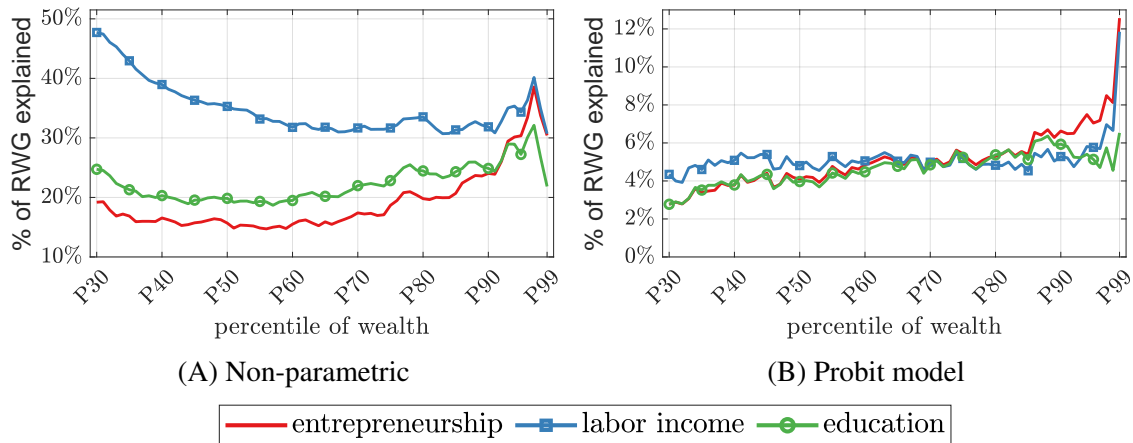 % of RWG explained
50%
40%
30%
20%
10%
P30
P40
P50
P60
P70
P80
P90
P99
percentile of wealth
(A) Non-parametric
% of RWG explained
12%
10%
8%
6%
4%
2%
0%
P30
P40
P50
P60
P70
P80
P90
P99
percentile of wealth
(B) Probit model
entrepreneurship labor income education